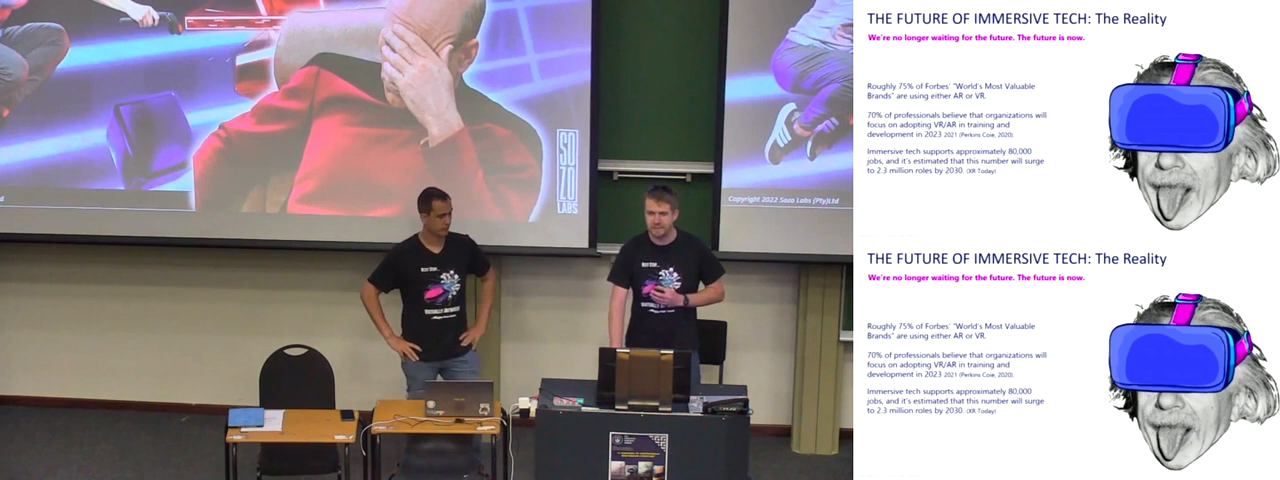 SO
ZO
LABS
Copyright 2022 Sozo Labs (Pty)Ltd
NEXT STOP...
VIRTUALLY ANYWHERE
THE FUTURE OF IMMERSIVE TECH: The Reality
We're no longer waiting for the future. The future is now.
Roughly 75% of Forbes' "World's Most Valuable
Brands" are using either AR or VR.
70% of professionals believe that organizations will
focus on adopting VR/AR in training and
development in 2023 2021 (Perkins Coie, 2020).
Immersive tech supports approximately 80,000
jobs, and it's estimated that this number will surge
to 2.3 million roles by 2030. (XR Today)
THE FUTURE OF IMMERSIVE TECH: The Reality
We're no longer waiting for the future. The future is now.
Roughly 75% of Forbes' "World's Most Valuable
Brands" are using either AR or VR.
70% of professionals believe that organizations will
focus on adopting VR/AR in training and
development in 2023 2021 (Perkins Coie, 2020).
Immersive tech supports approximately 80,000
jobs, and it's estimated that this number will surge
to 2.3 million roles by 2030. (XR Today)